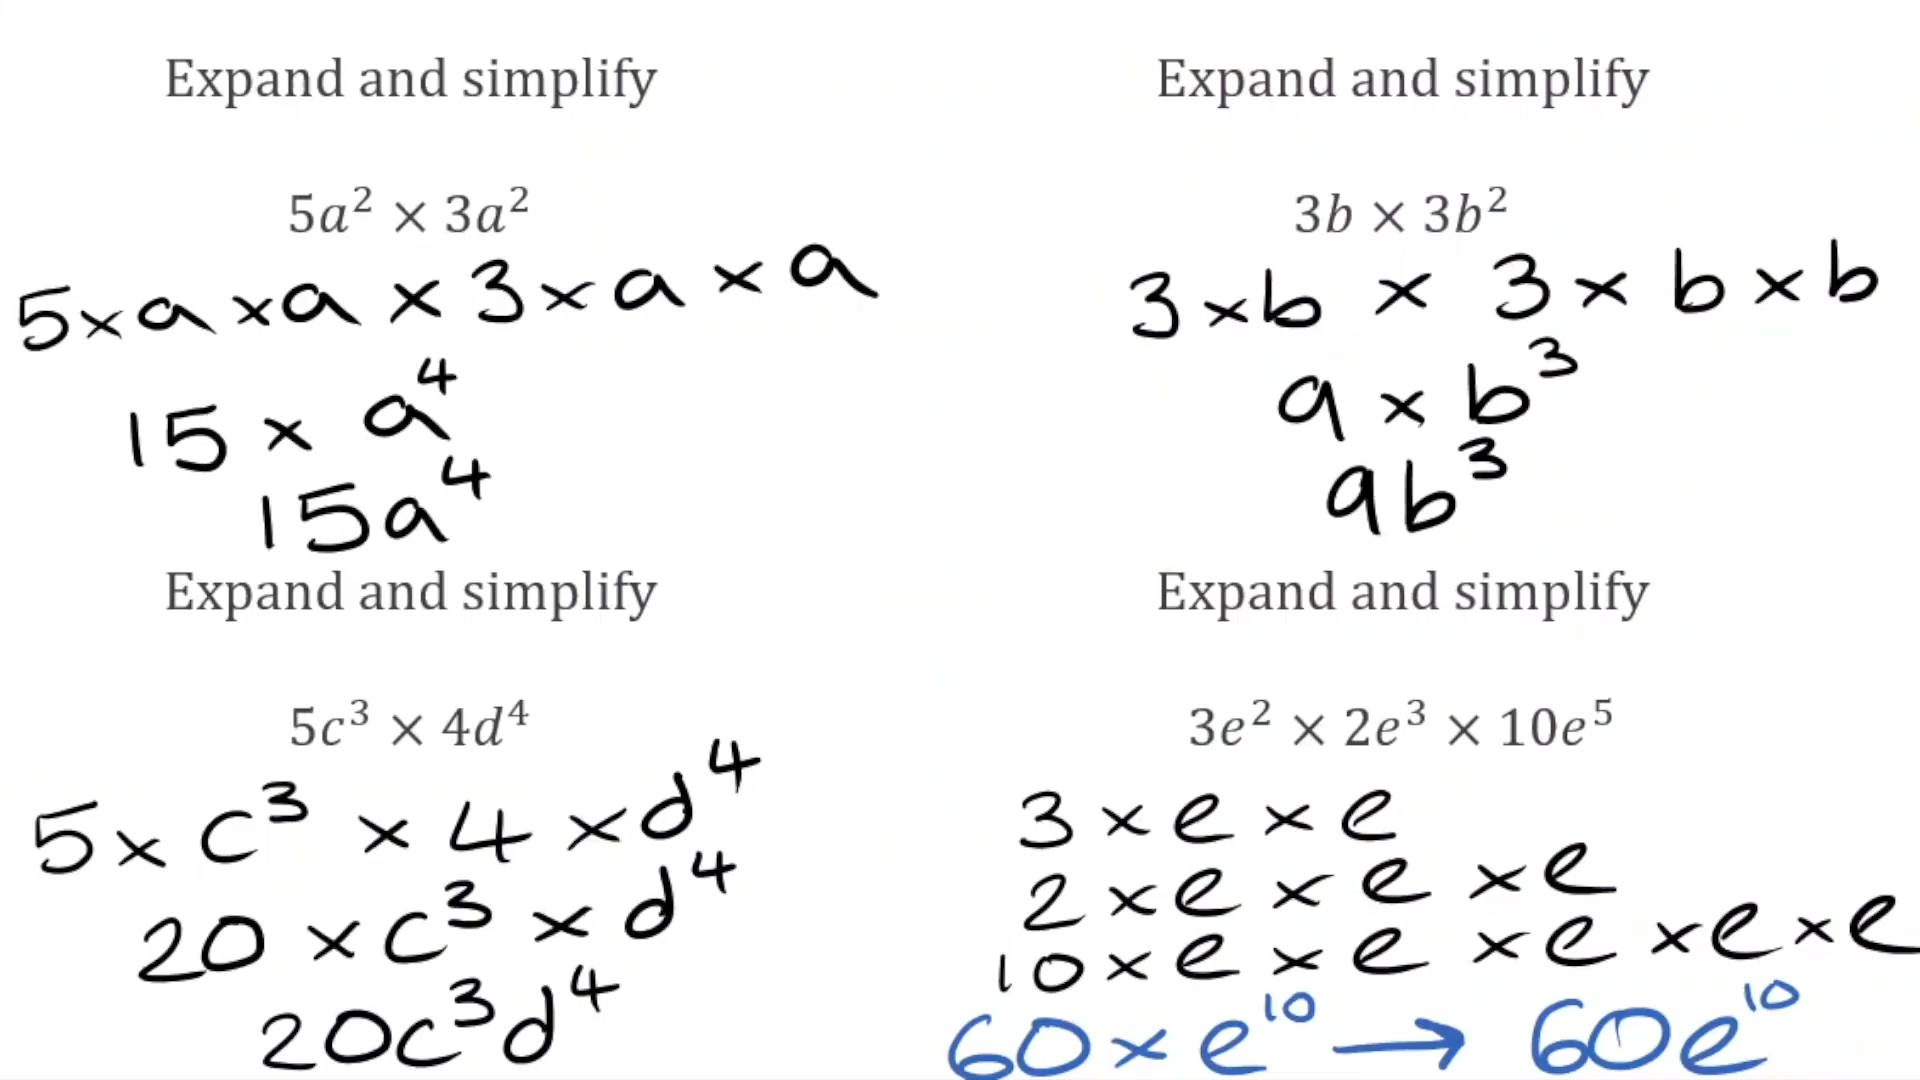 Expand and simplify
5a² × 3a²
5 × a × a × 3 × a × a
15 × a⁴
15a⁴
Expand and simplify
3b × 3b²
3 × b × 3 × b × b
9 × b³
9b³
Expand and simplify
5c³ × 4d⁴
5 × c³ × 4 × d⁴
20 × c³ × d⁴
20c³d⁴
Expand and simplify
3e² × 2e³ × 10e⁵
3 × e × e
2 × e × e × e
10 × e × e × e × e × e
60 × e¹⁰ → 60e¹⁰